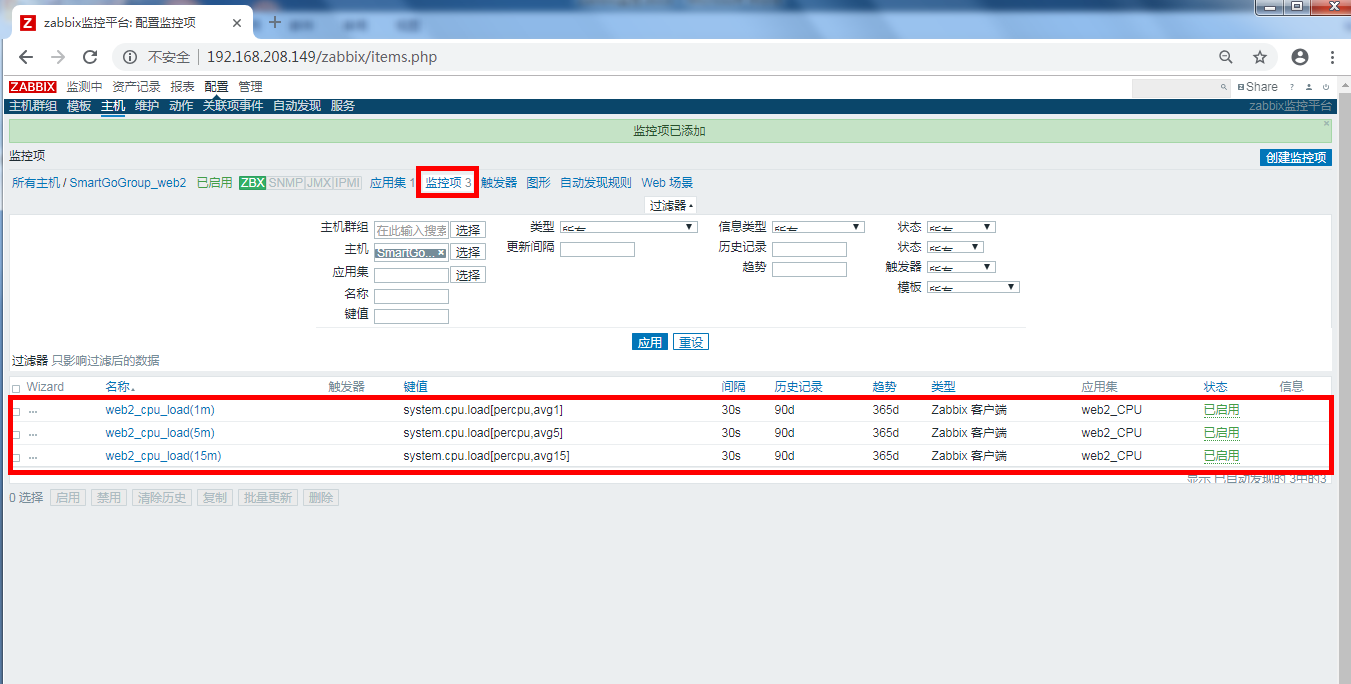 zabbix监控平台: 配置监控项
不安全 192.168.208.149/zabbix/items.php
ZABBIX 监测中 资产记录 报表 配置 管理 Share ?
主机群组 模板 主机 维护 动作 关联项事件 自动发现 服务 zabbix监控平台
监控项已添加
监控项 创建监控项
所有主机 / SmartGoGroup_web2 已启用 ZBX SNMP JMX IPMI 应用集 1 监控项 3 触发器 图形 自动发现规则 Web 场景
过滤器
主机群组 在此输入搜索 选择 类型 所有 信息类型 所有 状态 所有
主机 SmartGo... 选择 更新间隔 历史记录 状态 所有
应用集 选择 趋势 触发器 所有
名称 模板 所有
键值
应用 重设
过滤器 只影响过滤后的数据
Wizard 名称 触发器 键值 间隔 历史记录 趋势 类型 应用集 状态 信息
... web2_cpu_load(1m) system.cpu.load[percpu,avg1] 30s 90d 365d Zabbix 客户端 web2_CPU 已启用
... web2_cpu_load(5m) system.cpu.load[percpu,avg5] 30s 90d 365d Zabbix 客户端 web2_CPU 已启用
... web2_cpu_load(15m) system.cpu.load[percpu,avg15] 30s 90d 365d Zabbix 客户端 web2_CPU 已启用
显示 已自动发现的 3中的3
0 选择 启用 禁用 清除历史 复制 批量更新 删除